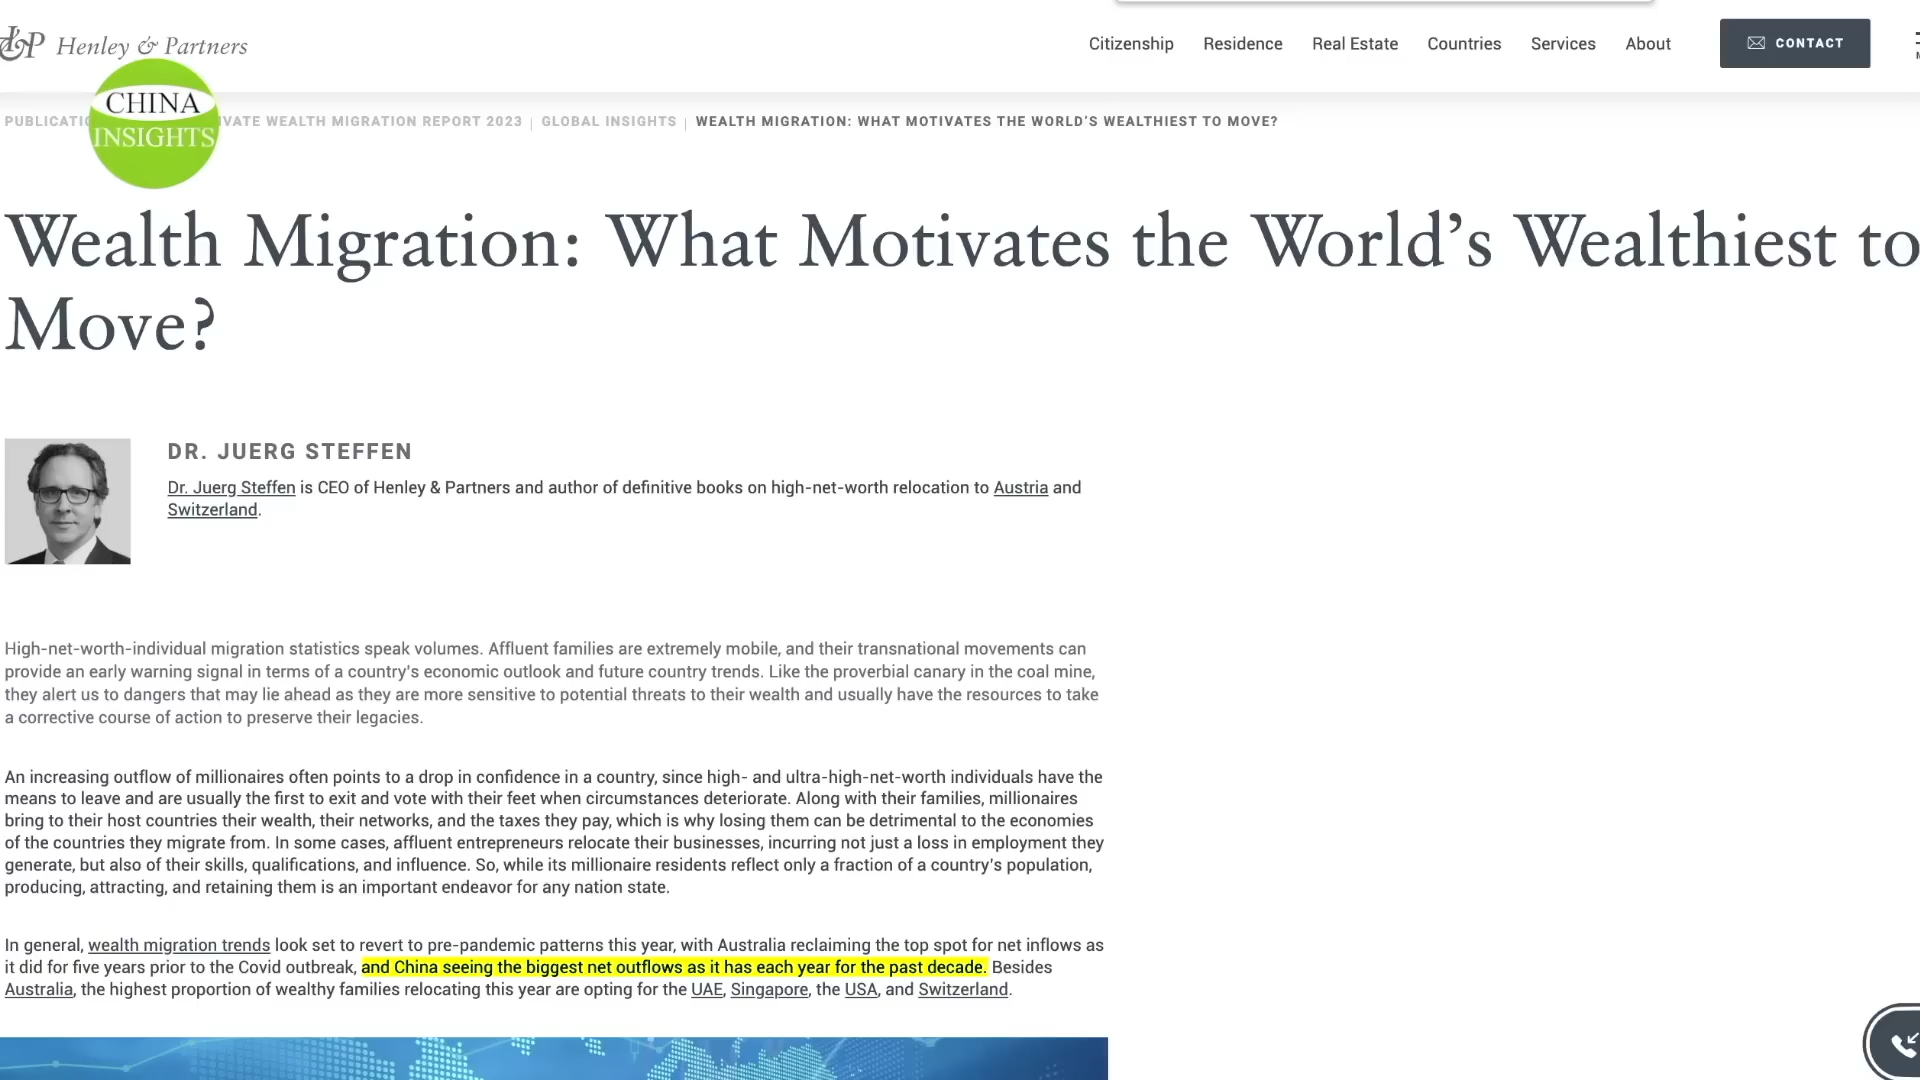 Henley & Partners
Citizenship Residence Real Estate Countries Services About CONTACT
CHINA
INSIGHTS
WEALTH MIGRATION REPORT 2023 | GLOBAL INSIGHTS | WEALTH MIGRATION: WHAT MOTIVATES THE WORLD'S WEALTHIEST TO MOVE?
Wealth Migration: What Motivates the World's Wealthiest to
Move?
DR. JUERG STEFFEN
Dr. Juerg Steffen is CEO of Henley & Partners and author of definitive books on high-net-worth relocation to Austria and
Switzerland.
High-net-worth-individual migration statistics speak volumes. Affluent families are extremely mobile, and their transnational movements can
provide an early warning signal in terms of a country's economic outlook and future country trends. Like the proverbial canary in the coal mine,
they alert us to dangers that may lie ahead as they are more sensitive to potential threats to their wealth and usually have the resources to take
a corrective course of action to preserve their legacies.
An increasing outflow of millionaires often points to a drop in confidence in a country, since high- and ultra-high-net-worth individuals have the
means to leave and are usually the first to exit and vote with their feet when circumstances deteriorate. Along with their families, millionaires
bring to their host countries their wealth, their networks, and the taxes they pay, which is why losing them can be detrimental to the economies
of the countries they migrate from. In some cases, affluent entrepreneurs relocate their businesses, incurring not just a loss in employment they
generate, but also of their skills, qualifications, and influence. So, while its millionaire residents reflect only a fraction of a country's population,
producing, attracting, and retaining them is an important endeavor for any nation state.
In general, wealth migration trends look set to revert to pre-pandemic patterns this year, with Australia reclaiming the top spot for net inflows as
it did for five years prior to the Covid outbreak, and China seeing the biggest net outflows as it has each year for the past decade. Besides
Australia, the highest proportion of wealthy families relocating this year are opting for the UAE, Singapore, the USA, and Switzerland.